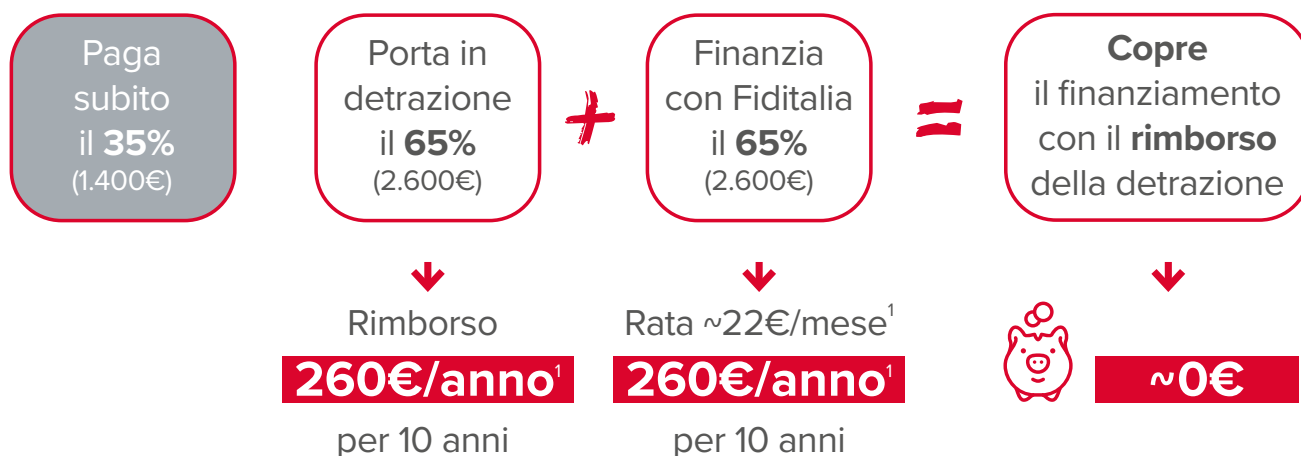 Paga
subito
il 35%
(1.400€)
Porta in
detrazione
il 65%
(2.600€)
+
Finanzia
con Fiditalia
il 65%
(2.600€)
=
Copre
il finanziamento
con il rimborso
della detrazione
Rimborso
260€/anno¹
per 10 anni
Rata ~22€/mese¹
260€/anno¹
per 10 anni
~0€